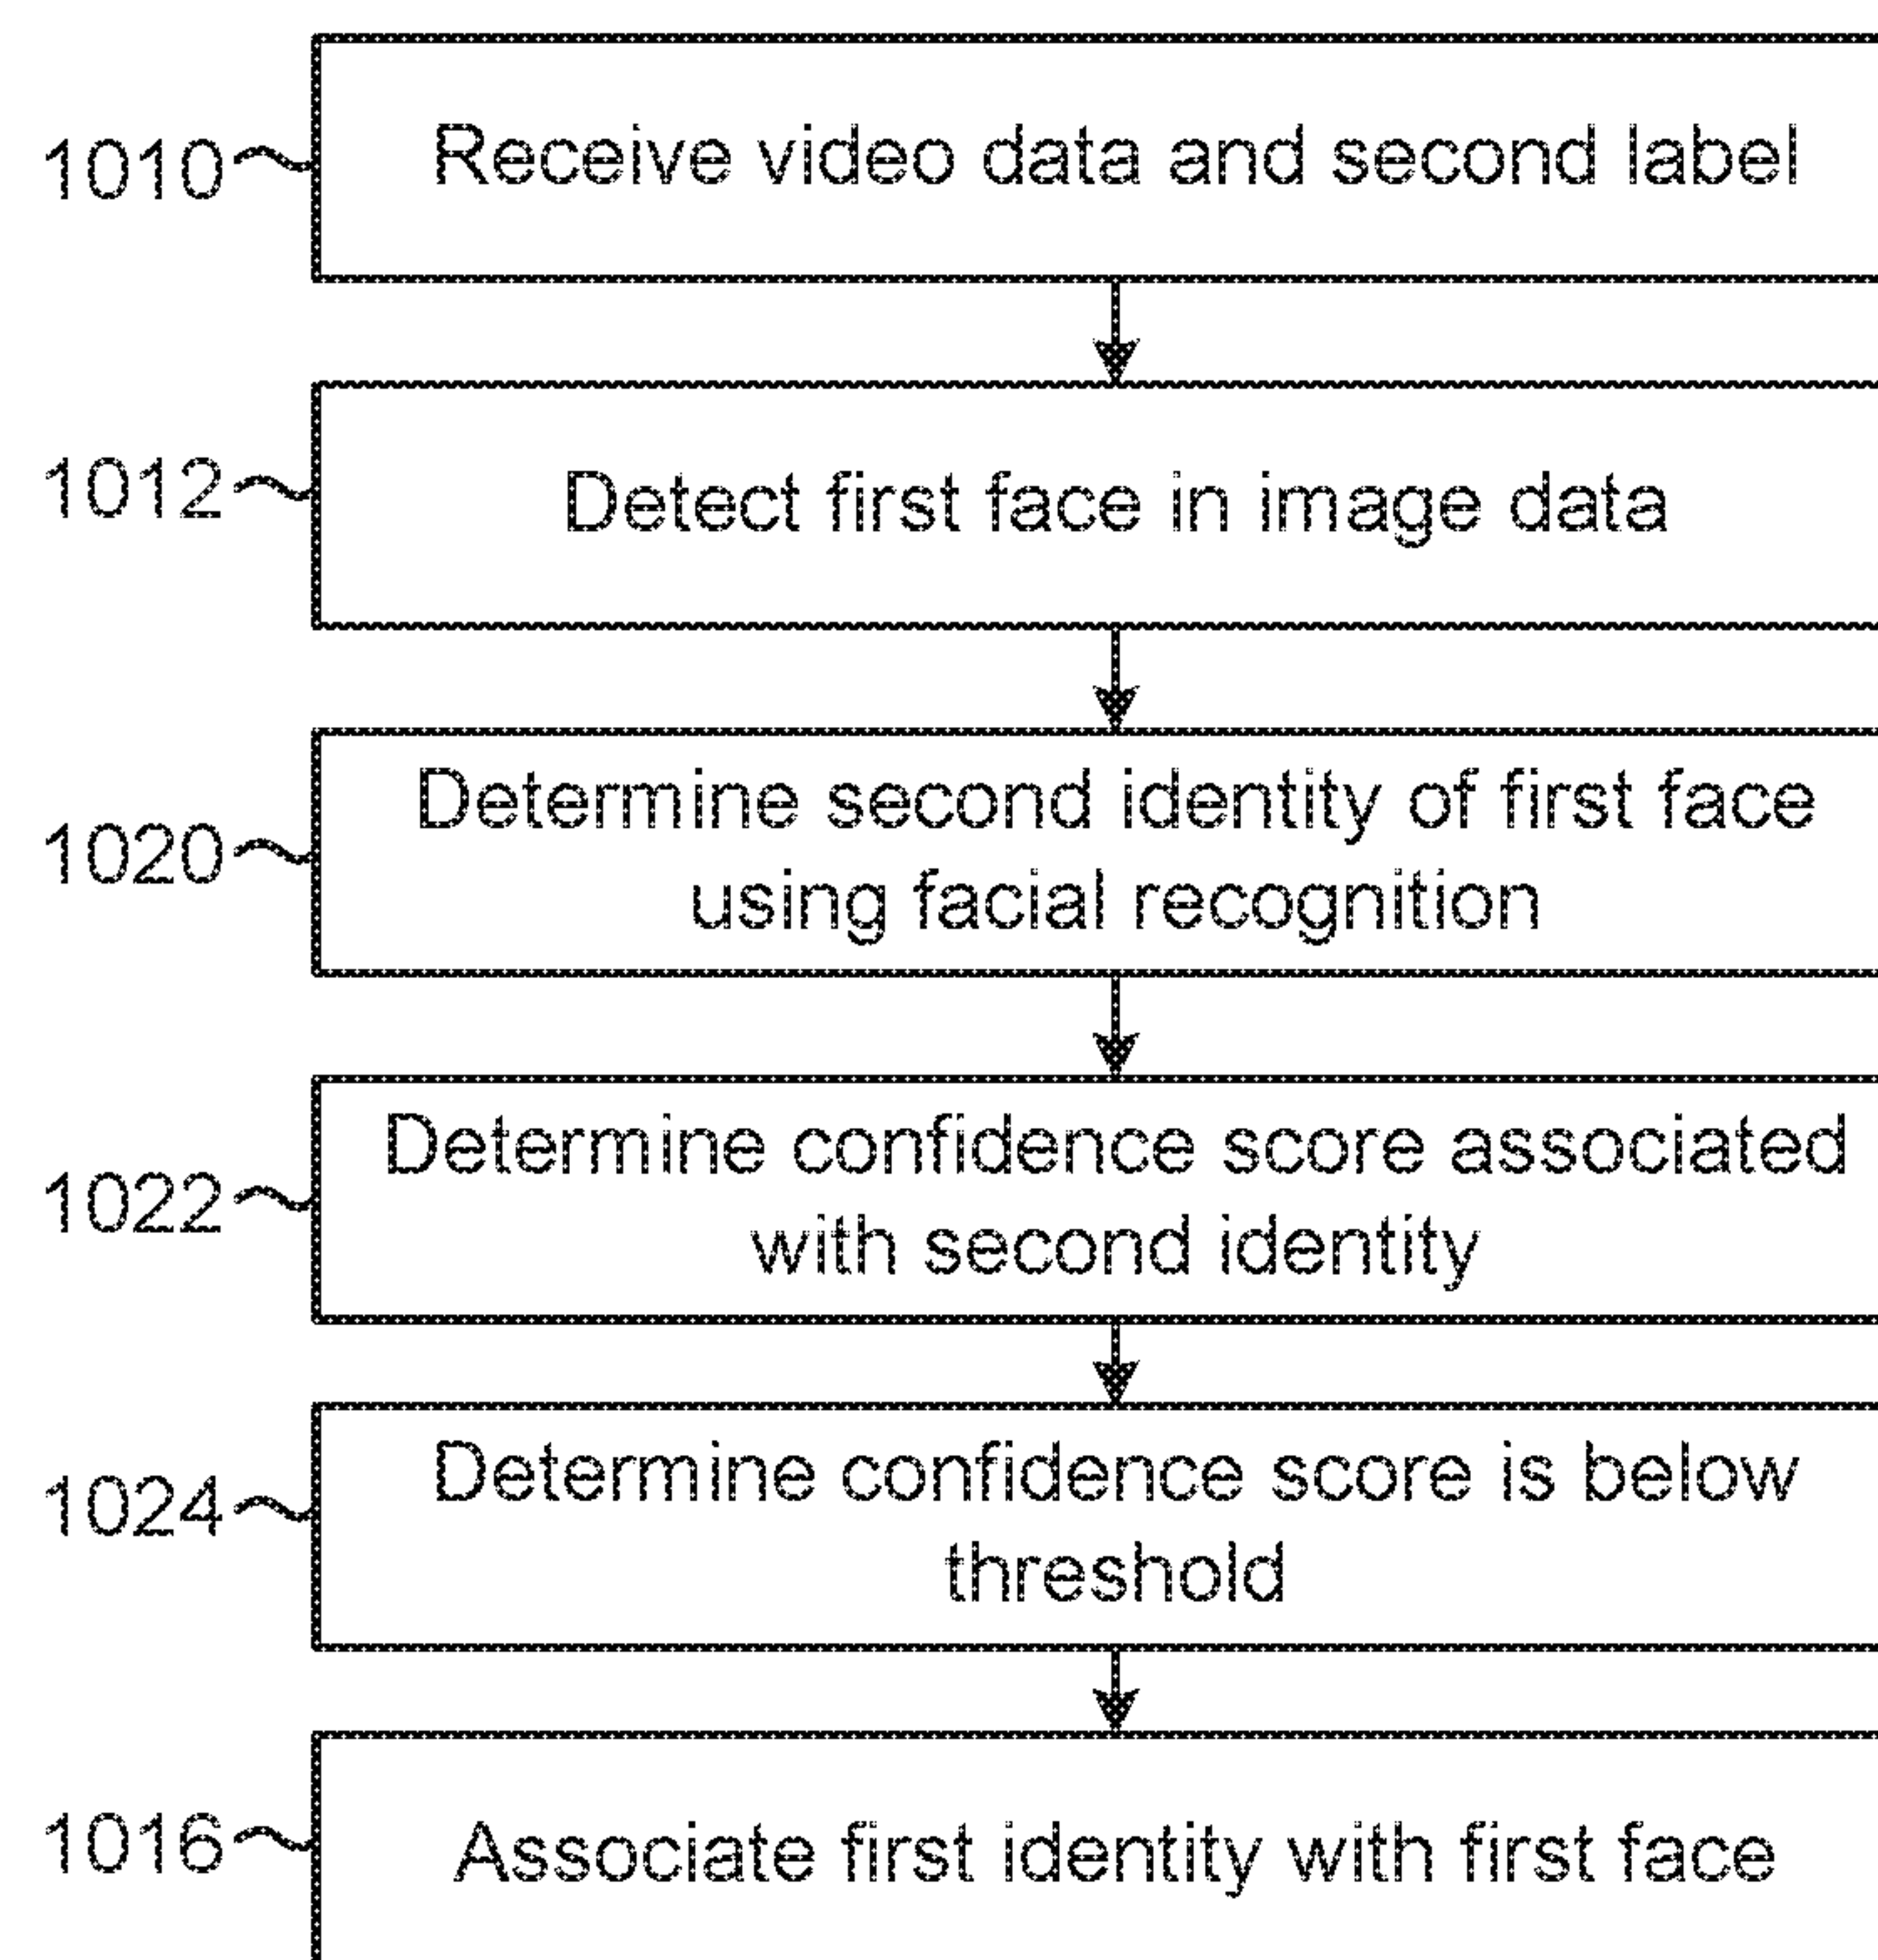 1010 Receive video data and second label
1012 Detect first face in image data
1020 Determine second identity of first face
using facial recognition
1022 Determine confidence score associated
with second identity
1024 Determine confidence score is below
threshold
1016 Associate first identity with first face